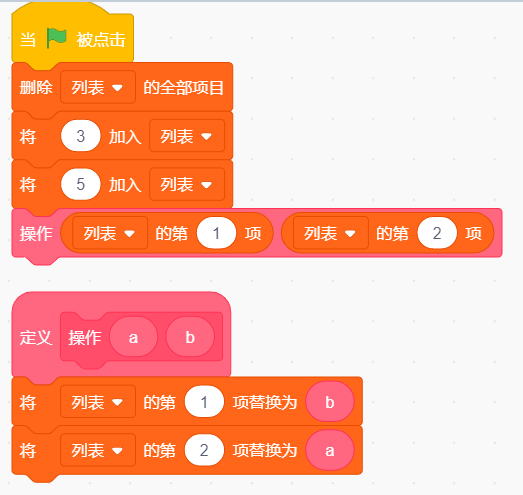 当 被点击
删除 列表 的全部项目
将 3 加入 列表
将 5 加入 列表
操作 列表 的第 1 项 列表 的第 2 项
定义 操作 a b
将 列表 的第 1 项替换为 b
将 列表 的第 2 项替换为 a